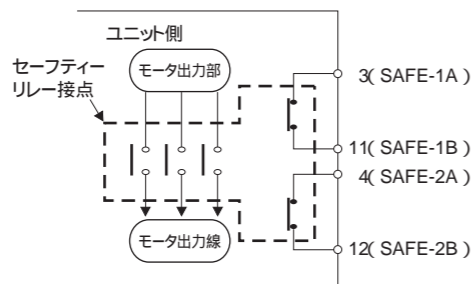 ユニット側
セーフティー
リレー接点
モータ出力部
3( SAFE-1A )
11( SAFE-1B )
4( SAFE-2A )
12( SAFE-2B )
モータ出力線